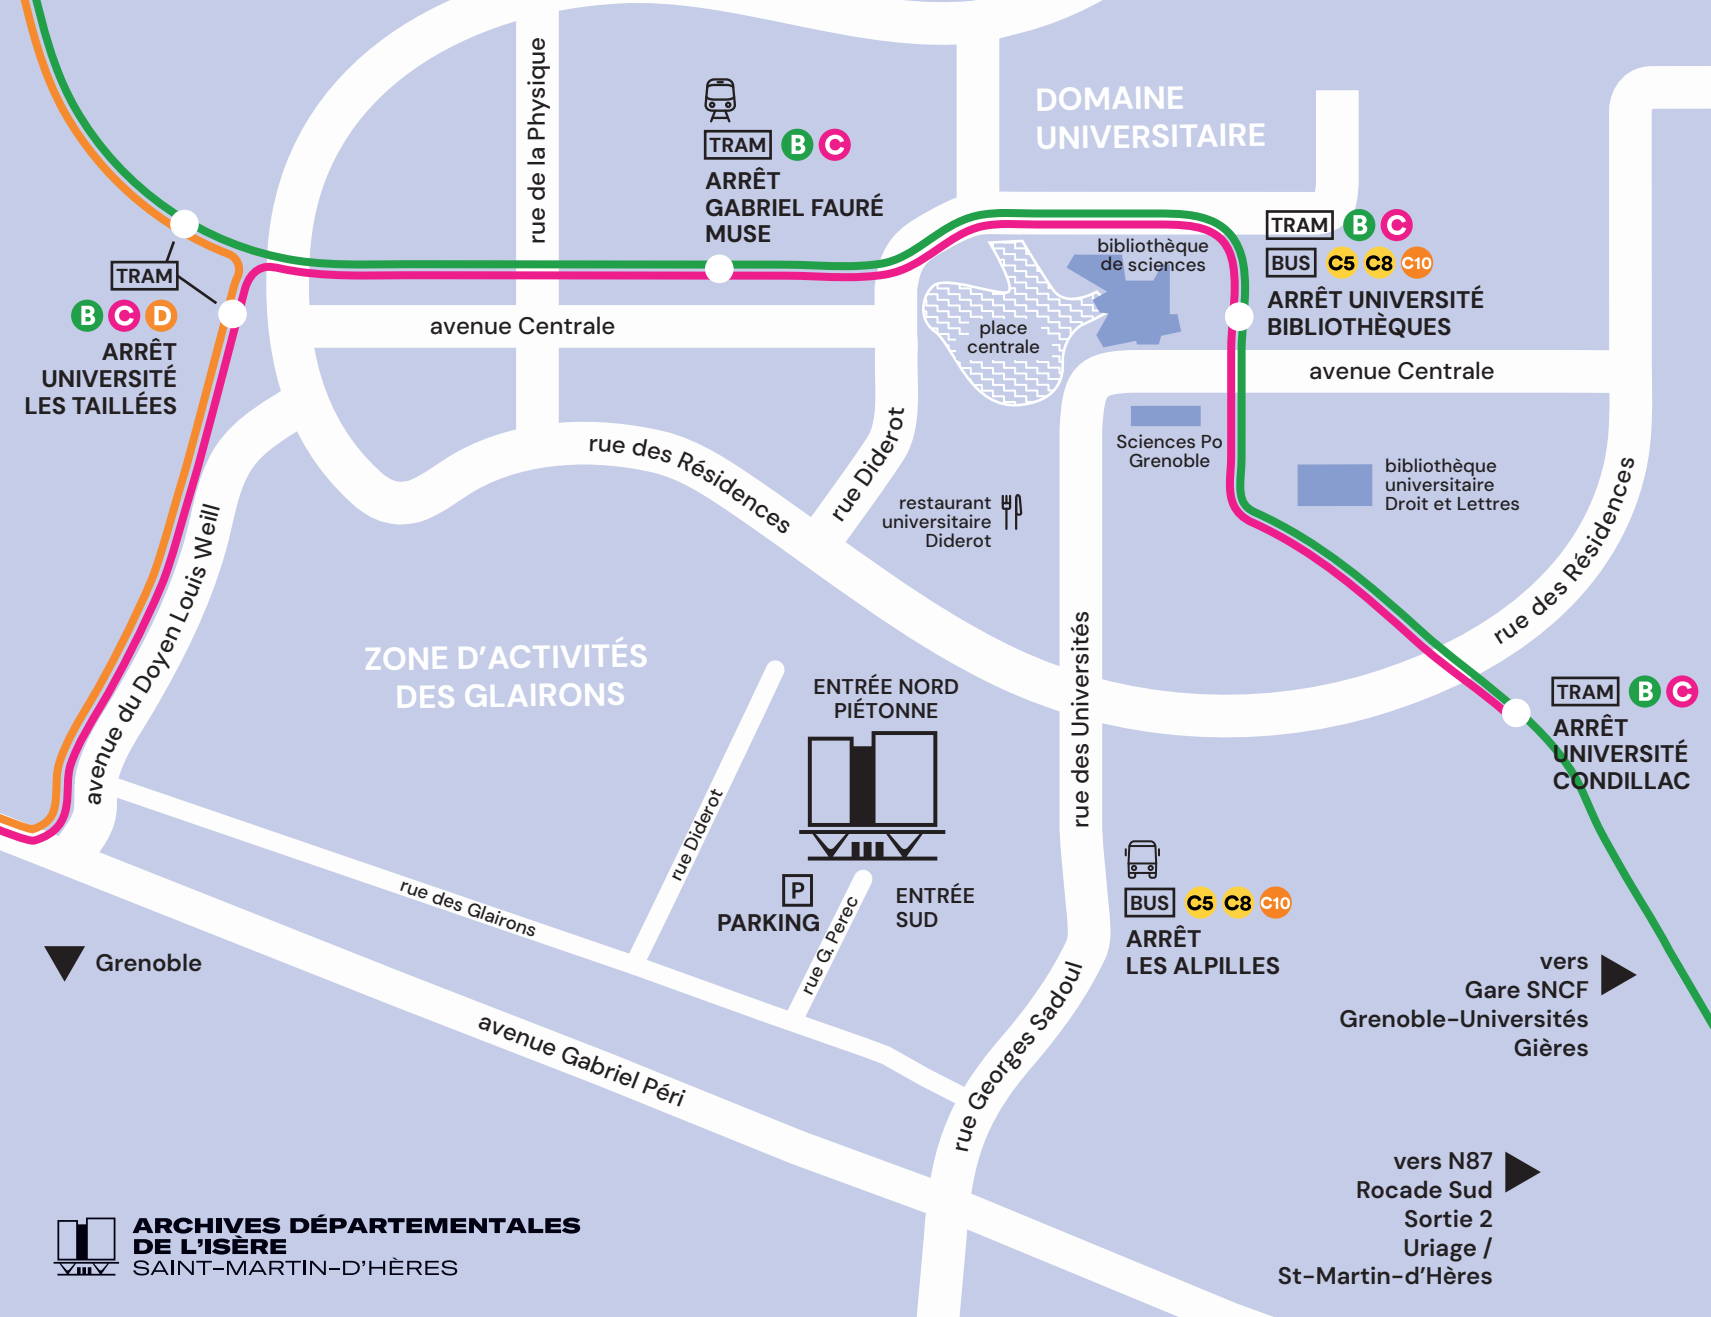 rue de la Physique
TRAM B C
ARRÊT
GABRIEL FAURÉ
MUSE
DOMAINE
UNIVERSITAIRE
TRAM
B C D
ARRÊT
UNIVERSITÉ
LES TAILLÉES
avenue Centrale
bibliothèque
de sciences
place
centrale
TRAM B C
BUS C5 C8 C10
ARRÊT UNIVERSITÉ
BIBLIOTHÈQUES
avenue Centrale
rue des Résidences
rue Diderot
Sciences Po
Grenoble
bibliothèque
universitaire
Droit et Lettres
restaurant
universitaire
Diderot
rue des Résidences
avenue du Doyen Louis Weill
ZONE D'ACTIVITÉS
DES GLAIRONS
ENTRÉE NORD
PIÉTONNE
rue des Universités
TRAM B C
ARRÊT
UNIVERSITÉ
CONDILLAC
rue Diderot
rue des Glairons
P
PARKING
rue G. Perec
ENTRÉE
SUD
BUS C5 C8 C10
ARRÊT
LES ALPILLES
Grenoble
avenue Gabriel Péri
rue Georges Sadoul
vers
Gare SNCF
Grenoble-Universités
Gières
vers N87
Rocade Sud
Sortie 2
Uriage /
St-Martin-d'Hères
ARCHIVES DÉPARTEMENTALES
DE L'ISÈRE
SAINT-MARTIN-D'HÈRES